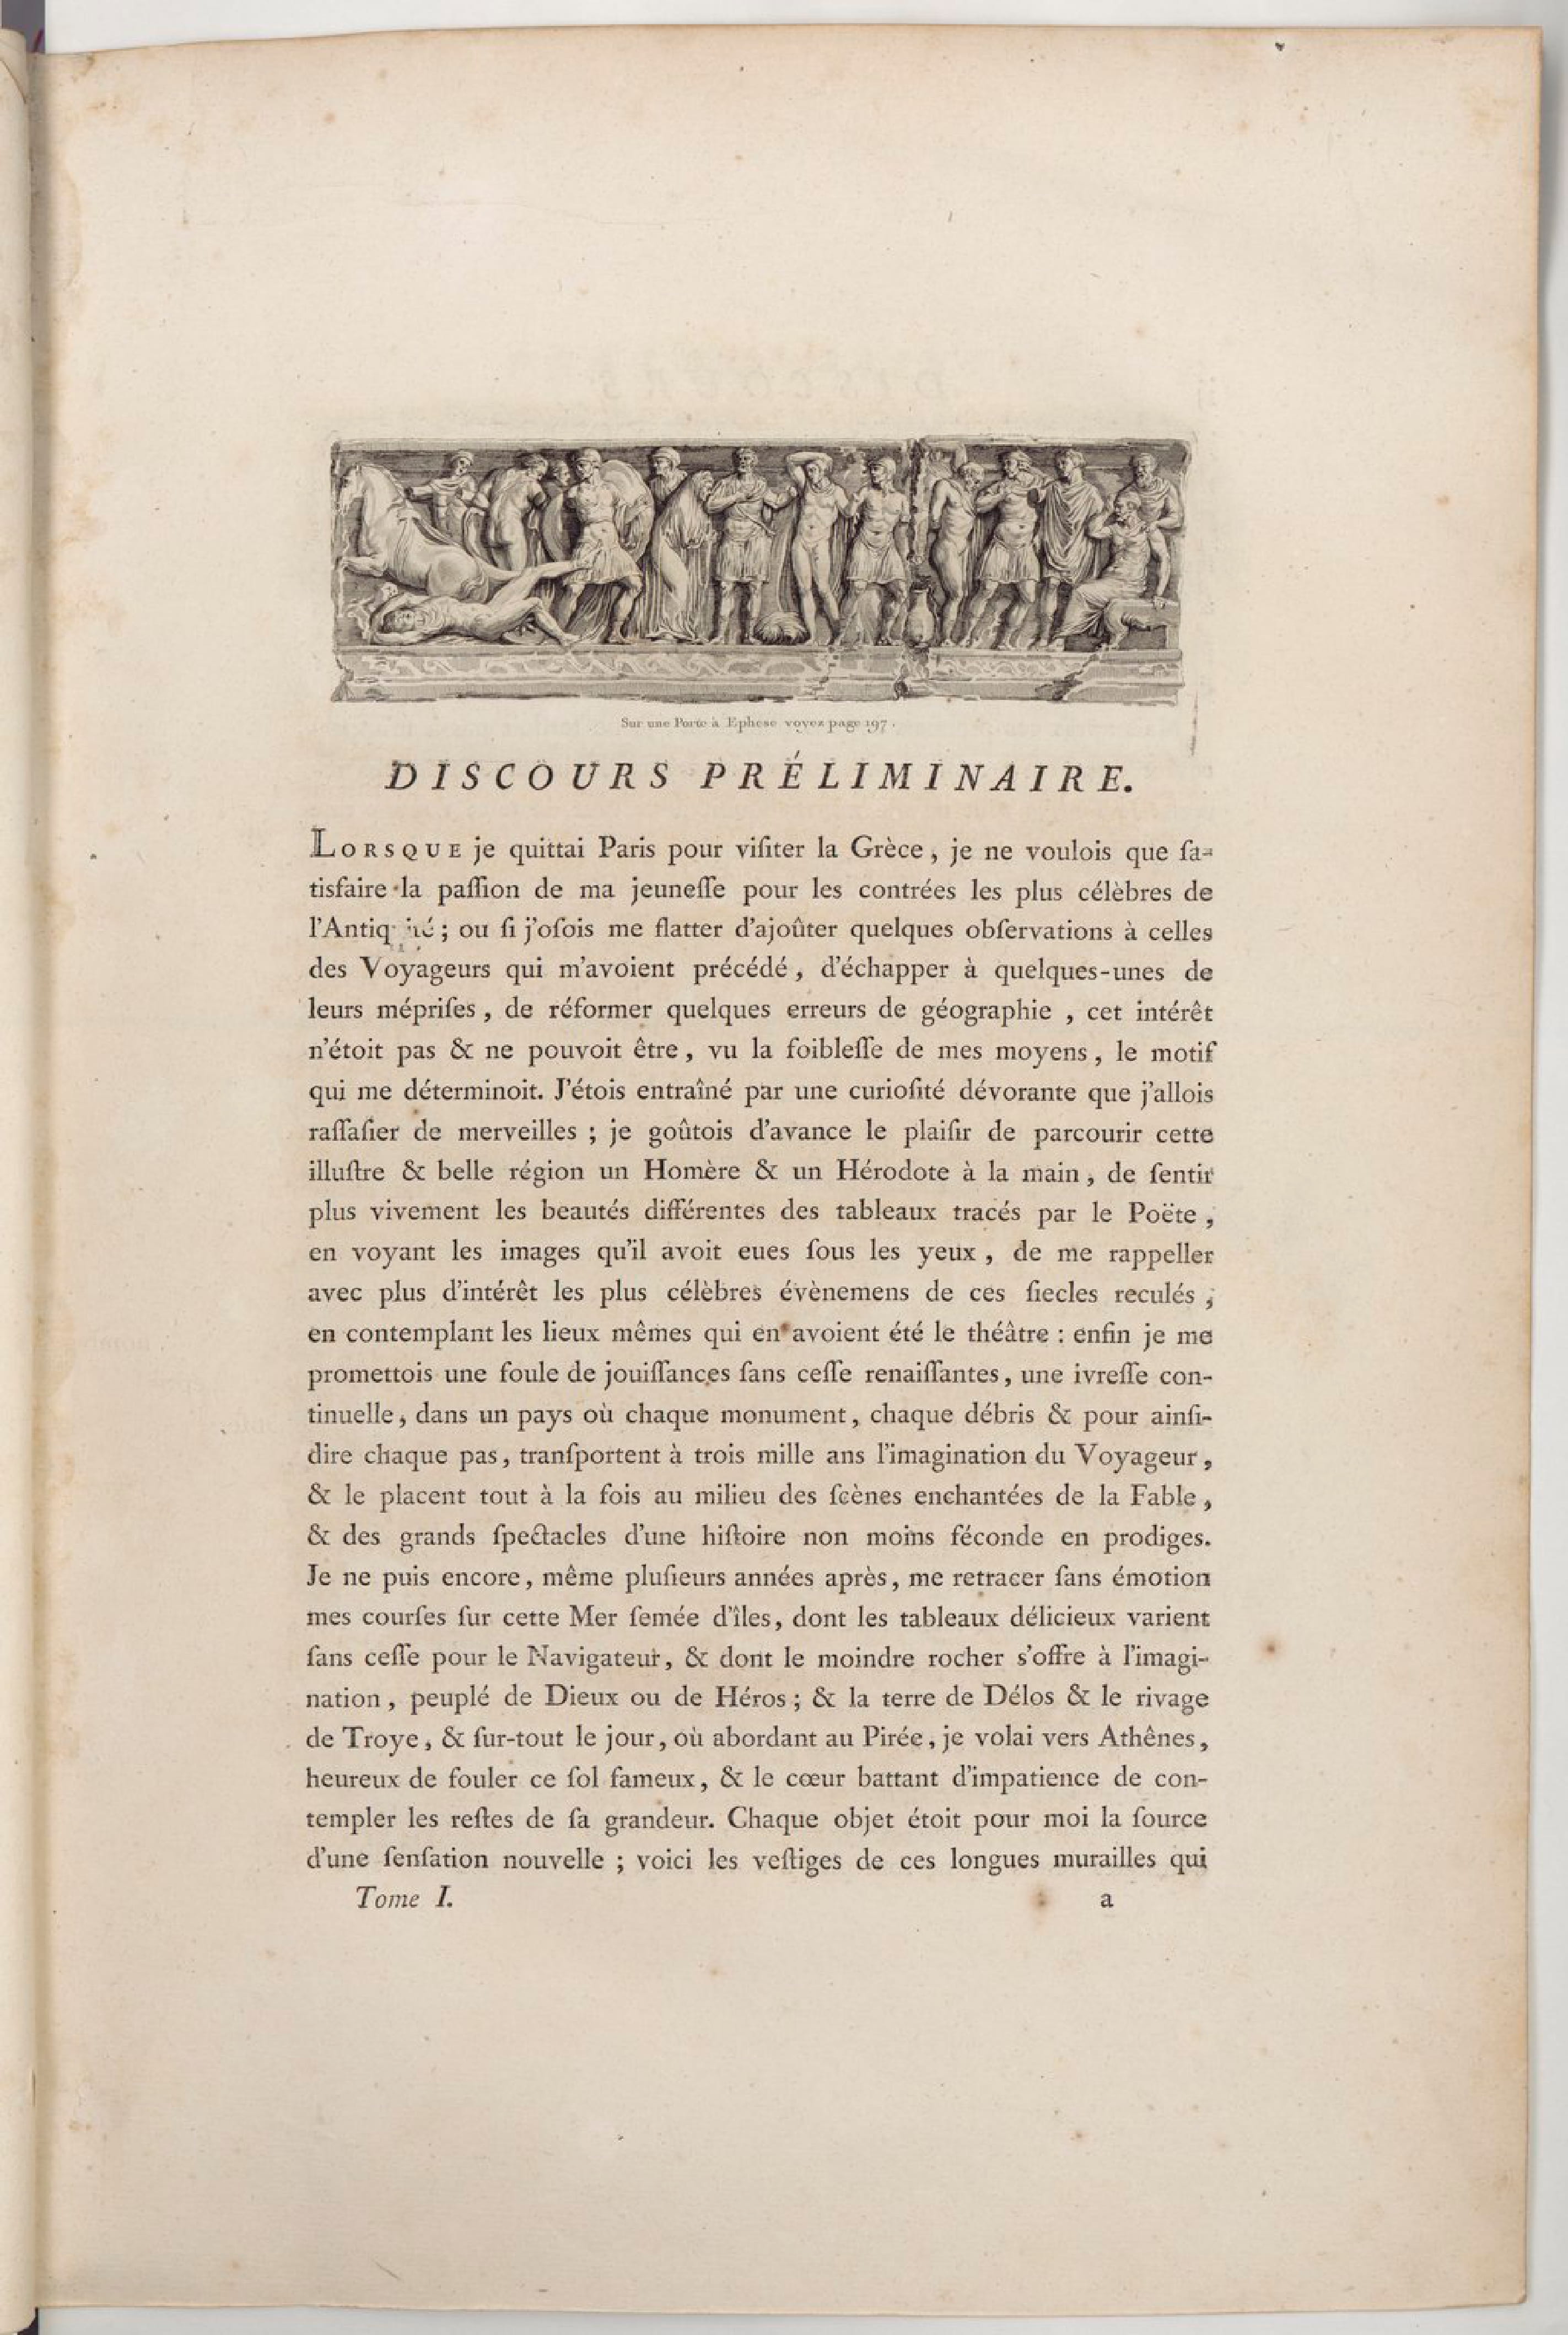 Sur une Porte à Ephese voyez page 197.
DISCOURS PRÉLIMINAIRE.
LORSQUE je quittai Paris pour viſiter la Grèce, je ne voulois que ſa-
tisfaire la paſſion de ma jeuneſſe pour les contrées les plus célèbres de
; ou ſi j'oſois me flatter d'ajoûter quelques obſervations à celles
des Voyageurs qui m'avoient précédé, d'échapper à quelques-unes de
leurs mépriſes, de réformer quelques erreurs de géographie, cet intérêt
n'étoit pas & ne pouvoit être, vu la foibleſſe de mes moyens, le motif
qui me déterminoit. J'étois entraîné par une curioſité dévorante que j'allois
raſſaſier de merveilles ; je goûtois d'avance le plaiſir de parcourir cette
illuſtre & belle région un Homère & un Hérodote à la main, de ſentir
plus vivement les beautés différentes des tableaux tracés par le Poëte,
en voyant les images qu'il avoit eues ſous les yeux, de me rappeller
avec plus d'intérêt les plus célèbres évènemens de ces ſiecles reculés,
en contemplant les lieux mêmes qui en avoient été le théâtre : enfin je me
promettois une foule de jouiſſances ſans ceſſe renaiſſantes, une ivreſſe con-
tinuelle, dans un pays où chaque monument, chaque débris & pour ainſi-
dire chaque pas, tranſportent à trois mille ans l'imagination du Voyageur,
& le placent tout à la fois au milieu des ſcènes enchantées de la Fable,
& des grands ſpectacles d'une hiſtoire non moins féconde en prodiges.
Je ne puis encore, même pluſieurs années après, me retracer ſans émotion
mes courſes ſur cette Mer ſemée d'îles, dont les tableaux délicieux varient
ſans ceſſe pour le Navigateur, & dont le moindre rocher s'offre à l'imagi-
nation, peuplé de Dieux ou de Héros ; & la terre de Délos & le rivage
de Troye, & ſur-tout le jour, où abordant au Pirée, je volai vers Athênes,
heureux de fouler ce ſol fameux, & le cœur battant d'impatience de con-
templer les reſtes de ſa grandeur. Chaque objet étoit pour moi la ſource
d'une ſenſation nouvelle ; voici les veſtiges de ces longues murailles qui
Tome I. a